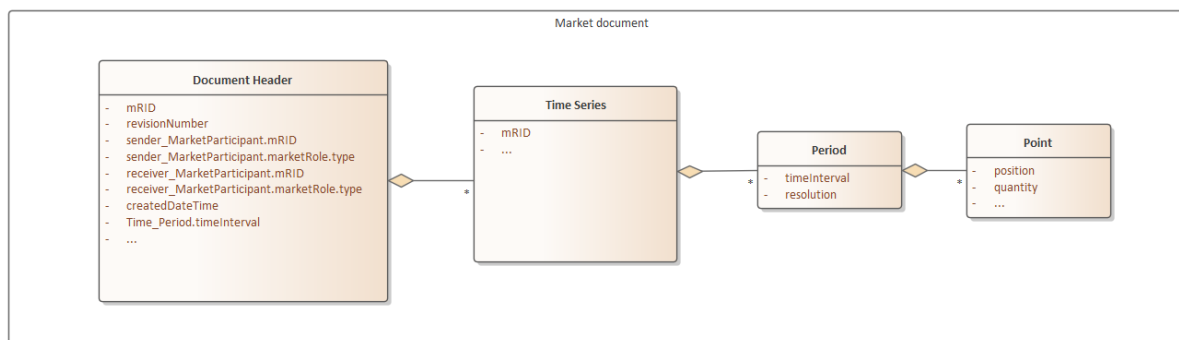 Market document
Document Header
- mRID
- revisionNumber
- sender_MarketParticipant.mRID
- sender_MarketParticipant.marketRole.type
- receiver_MarketParticipant.mRID
- receiver_MarketParticipant.marketRole.type
- createdDateTime
- Time_Period.timeInterval
- ...
*
Time Series
- mRID
- ...
*
Period
- timeInterval
- resolution
*
Point
- position
- quantity
- ...